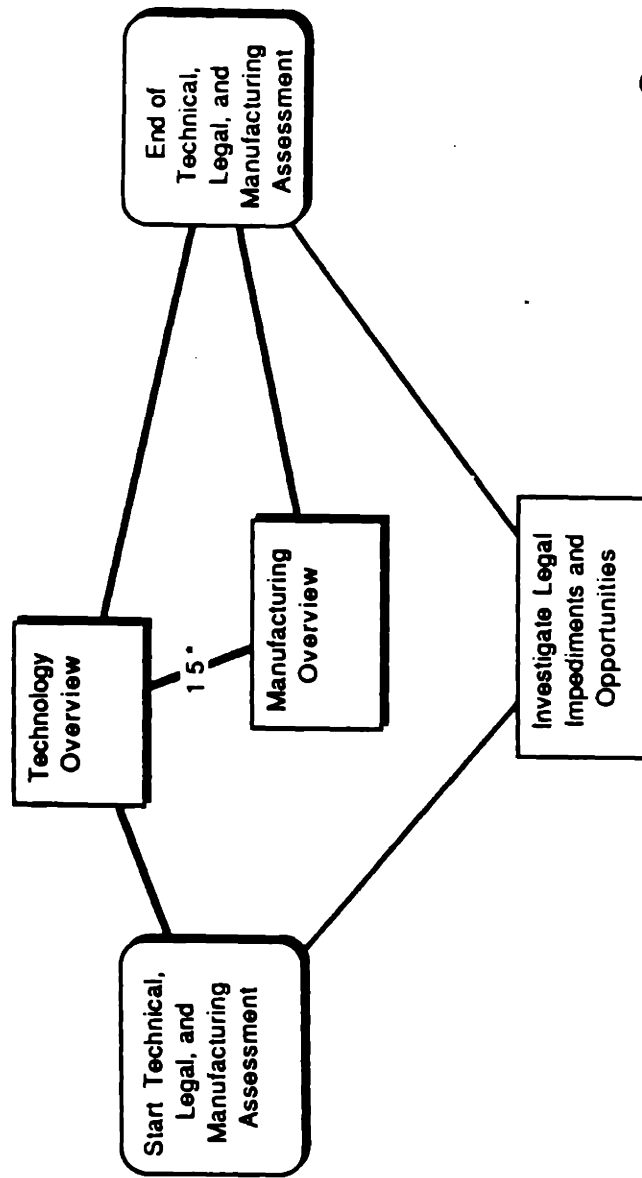 Start Technical,
Legal, and
Manufacturing
Assessment
Technology
Overview
15*
Manufacturing
Overview
Investigate Legal
Impediments and
Opportunities
End of
Technical,
Legal, and
Manufacturing
Assessment